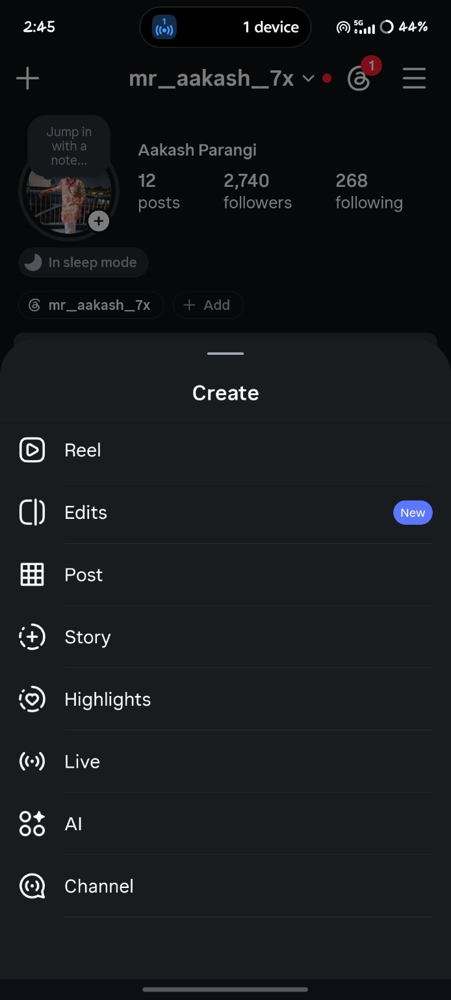 2:45
1
1 device
5G
44%
mr__aakash__7x
1
Jump in
with a
note...
Aakash Parangi
12
2,740
268
posts
followers
following
In sleep mode
mr__aakash__7x
Add
Create
Reel
Edits
New
Post
Story
Highlights
Live
AI
Channel